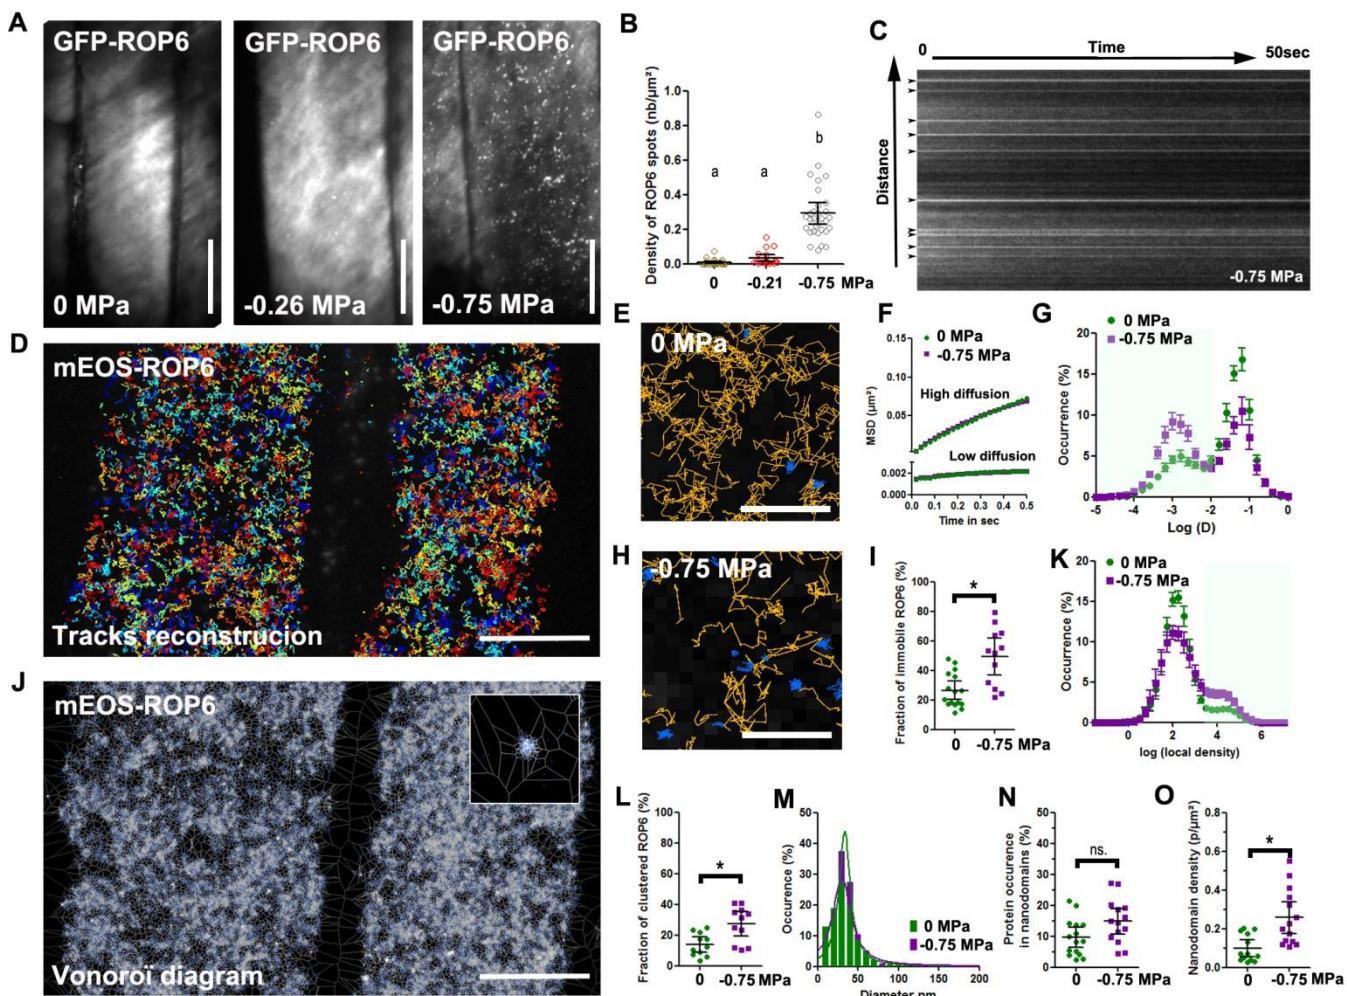 A
GFP-ROP6
GFP-ROP6
GFP-ROP6
0 MPa
-0.26 MPa
-0.75 MPa
B
Density of ROP6 spots (nb/µm²)
1.0
0.8
0.6
0.4
0.2
0.0
a
a
b
0
-0.21
-0.75 MPa
C
0
Time
50sec
Distance
-0.75 MPa
D
mEOS-ROP6
Tracks reconstrucion
E
0 MPa
F
0 MPa
-0.75 MPa
MSD (µm²)
0.15
0.10
0.05
0.002
0.000
High diffusion
Low diffusion
0.0
0.1
0.2
0.3
0.4
0.5
Time in sec
G
0 MPa
-0.75 MPa
Occurrence (%)
20
15
10
5
0
-5
-4
-3
-2
-1
0
Log (D)
H
-0.75 MPa
I
Fraction of immobile ROP6 (%)
100
80
60
40
20
0
*
0
-0.75 MPa
K
0 MPa
-0.75 MPa
Occurrence (%)
20
15
10
5
0
0
2
4
6
log (local density)
J
mEOS-ROP6
Vonoroï diagram
L
Fraction of clustered ROP6 (%)
100
80
60
40
20
0
*
0
-0.75 MPa
M
Occurence (%)
50
40
30
20
10
0
0 MPa
-0.75 MPa
0
50
100
150
200
Diameter nm
N
Protein occurence
in nanodomains (%)
50
40
30
20
10
0
ns.
0
-0.75 MPa
O
Nanodomain density (p/µm²)
0.8
0.6
0.4
0.2
0.0
*
0
-0.75 MPa